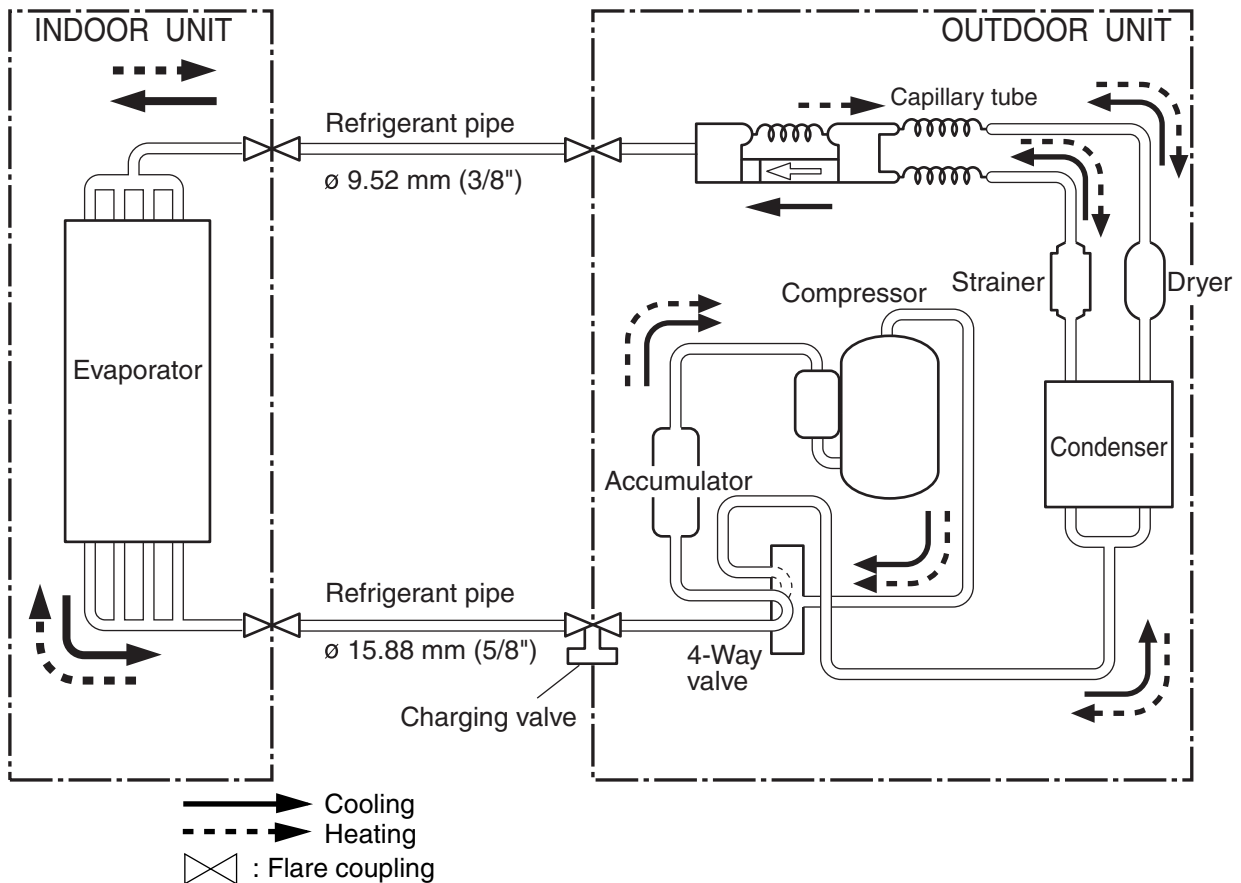 INDOOR UNIT
OUTDOOR UNIT
Refrigerant pipe
ø 9.52 mm (3/8")
Capillary tube
Strainer
Dryer
Compressor
Evaporator
Condenser
Accumulator
Refrigerant pipe
ø 15.88 mm (5/8")
4-Way
valve
Charging valve
Cooling
Heating
: Flare coupling